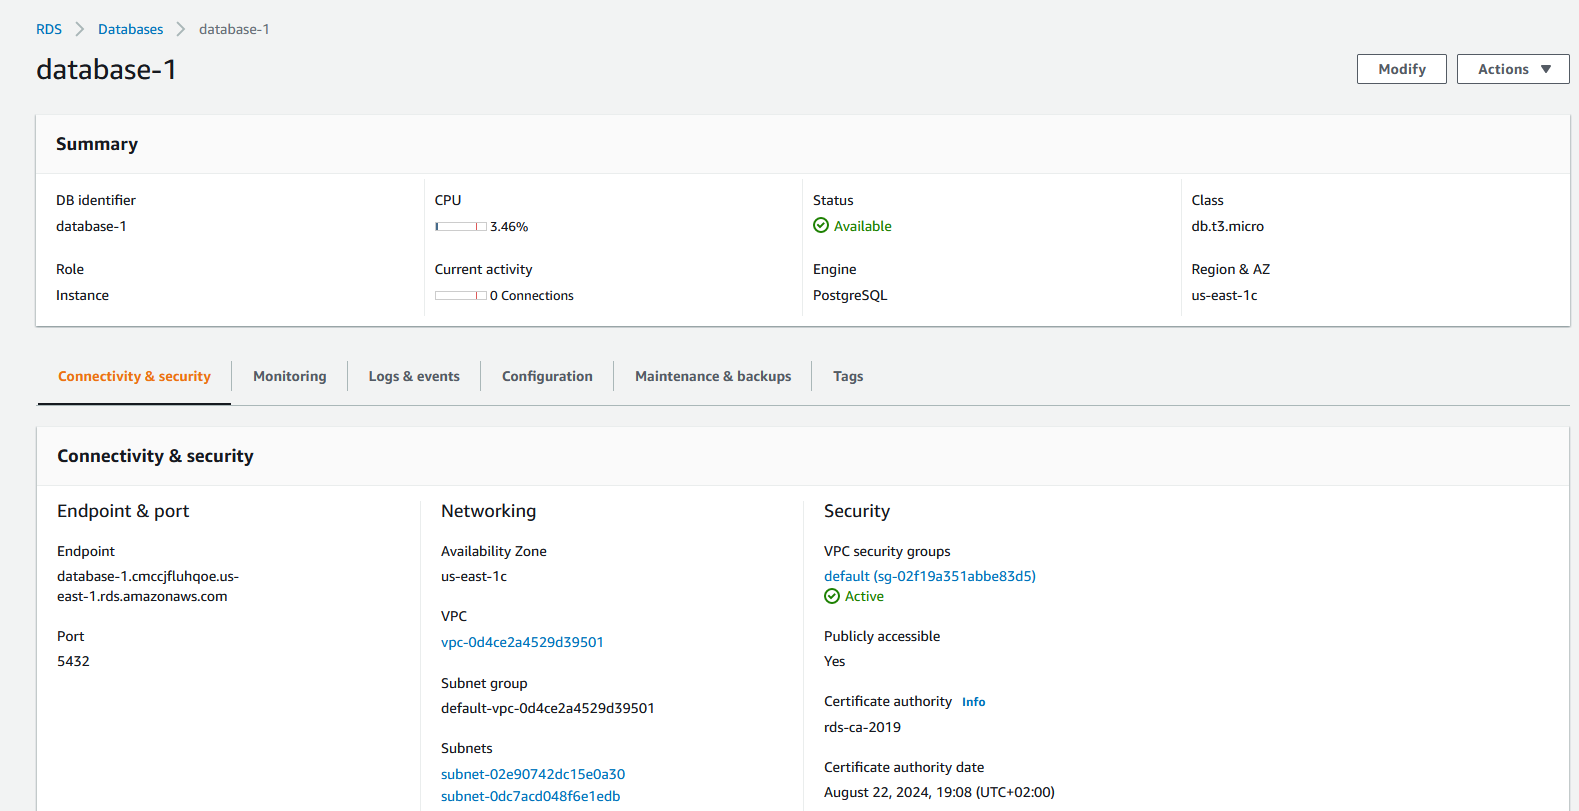 RDS > Databases > database-1
database-1
Modify
Actions ▼
Summary
DB identifier
database-1
CPU
3.46%
Status
Available
Class
db.t3.micro
Role
Instance
Current activity
0 Connections
Engine
PostgreSQL
Region & AZ
us-east-1c
Connectivity & security
Monitoring
Logs & events
Configuration
Maintenance & backups
Tags
Connectivity & security
Endpoint & port
Endpoint
database-1.cmccjfluhqoe.us-
east-1.rds.amazonaws.com
Port
5432
Networking
Availability Zone
us-east-1c
VPC
vpc-0d4ce2a4529d39501
Subnet group
default-vpc-0d4ce2a4529d39501
Subnets
subnet-02e90742dc15e0a30
subnet-0dc7acd048f6e1edb
Security
VPC security groups
default (sg-02f19a351abbe83d5)
Active
Publicly accessible
Yes
Certificate authority Info
rds-ca-2019
Certificate authority date
August 22, 2024, 19:08 (UTC+02:00)